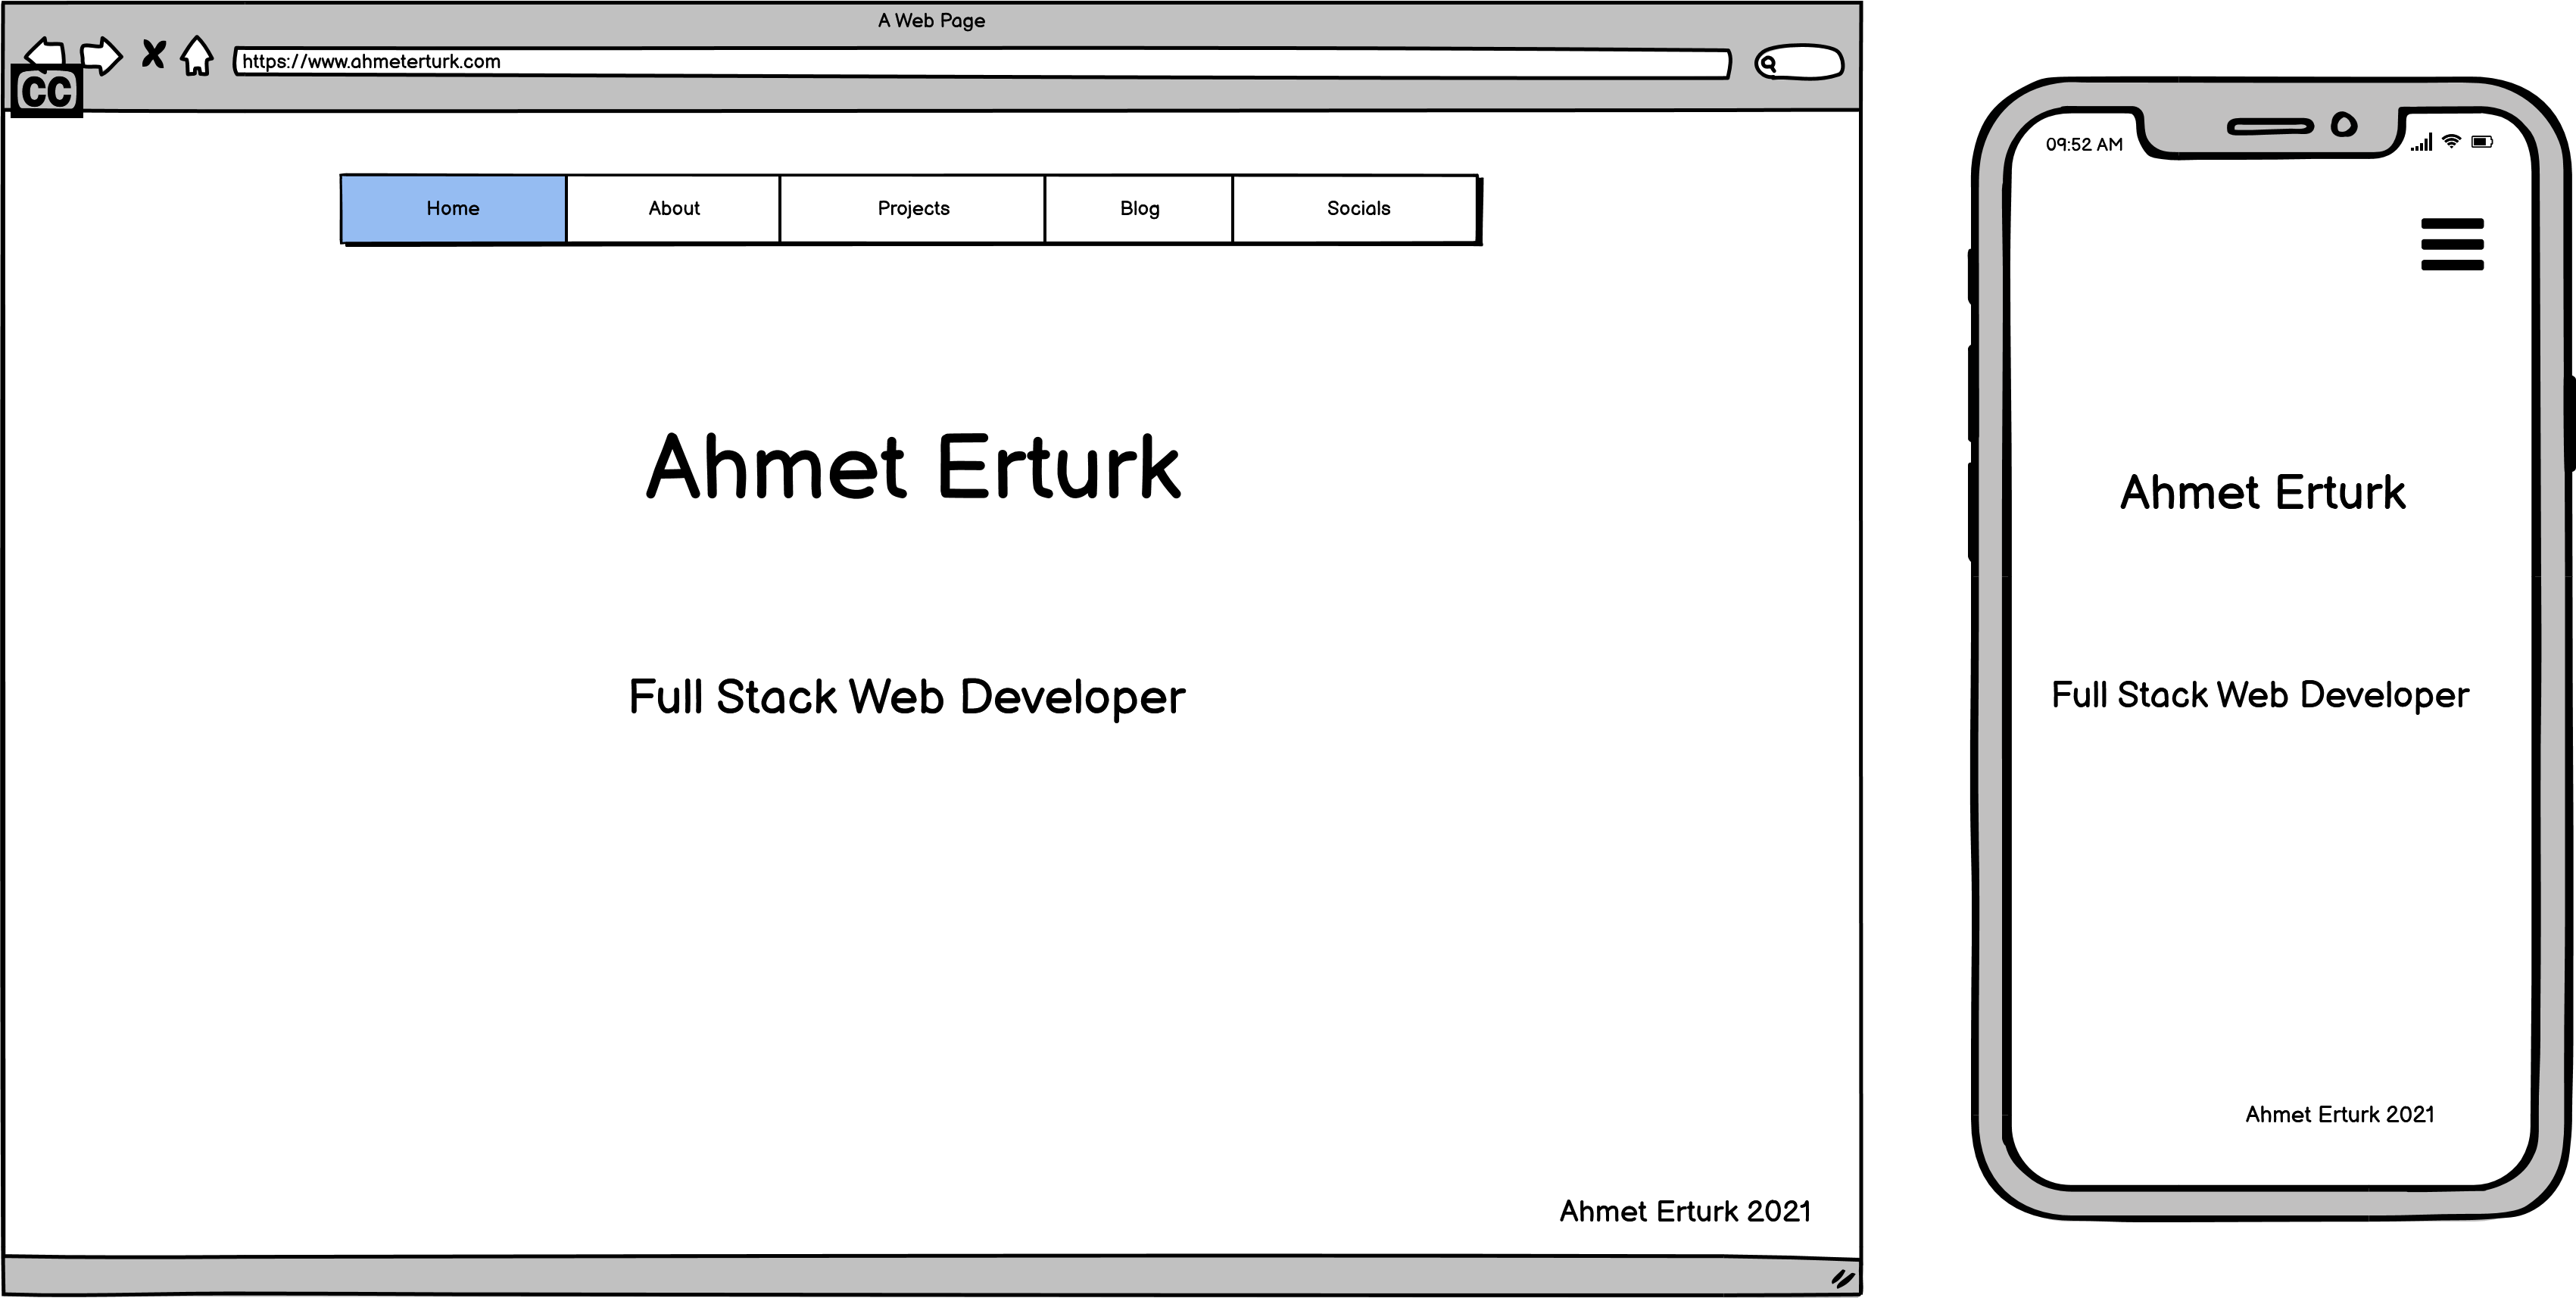 A Web Page
https://www.ahmeterturk.com
CC
Home About Projects Blog Socials
Ahmet Erturk
Full Stack Web Developer
Ahmet Erturk 2021
09:52 AM
Ahmet Erturk
Full Stack Web Developer
Ahmet Erturk 2021